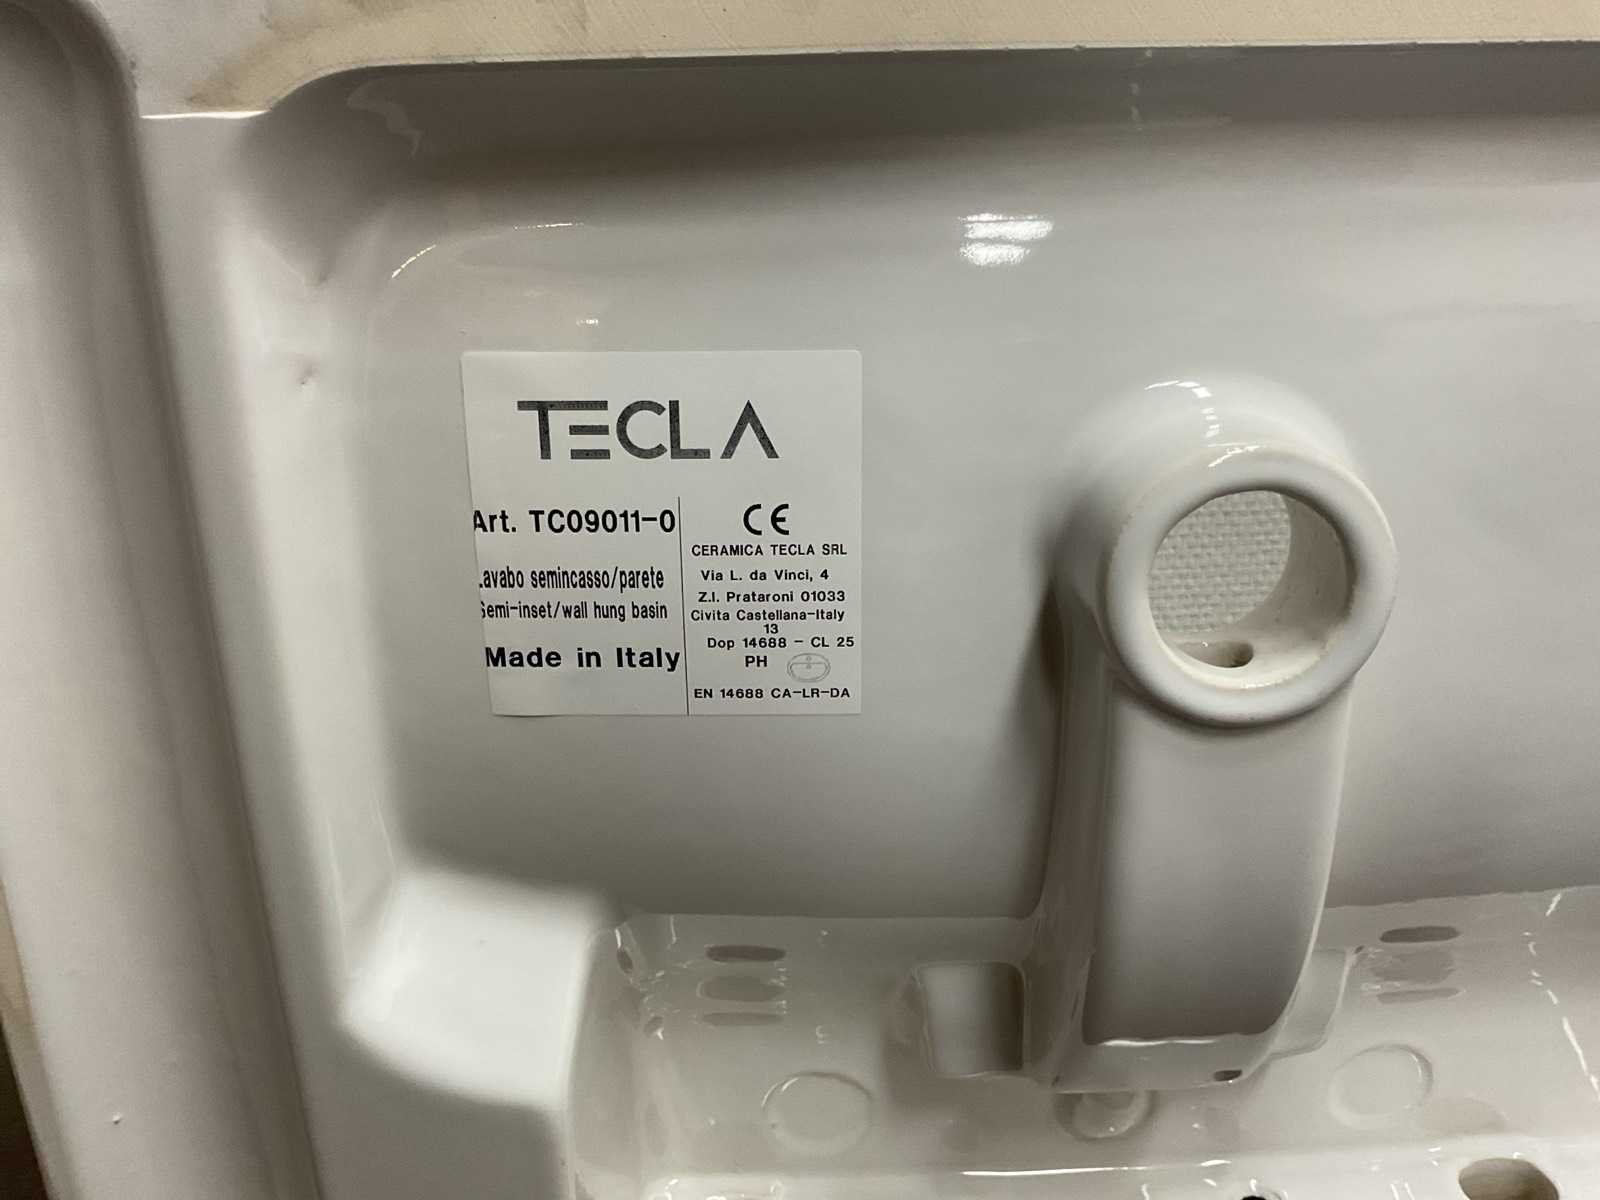 TECLA
Art. TC09011-0
Lavabo semincasso/parete
Semi-inset/wall hung basin
Made in Italy
CE
CERAMICA TECLA SRL
Via L. da Vinci, 4
Z.I. Prataroni 01033
Civita Castellana-Italy
13
Dop 14688 - CL 25
PH
EN 14688 CA-LR-DA